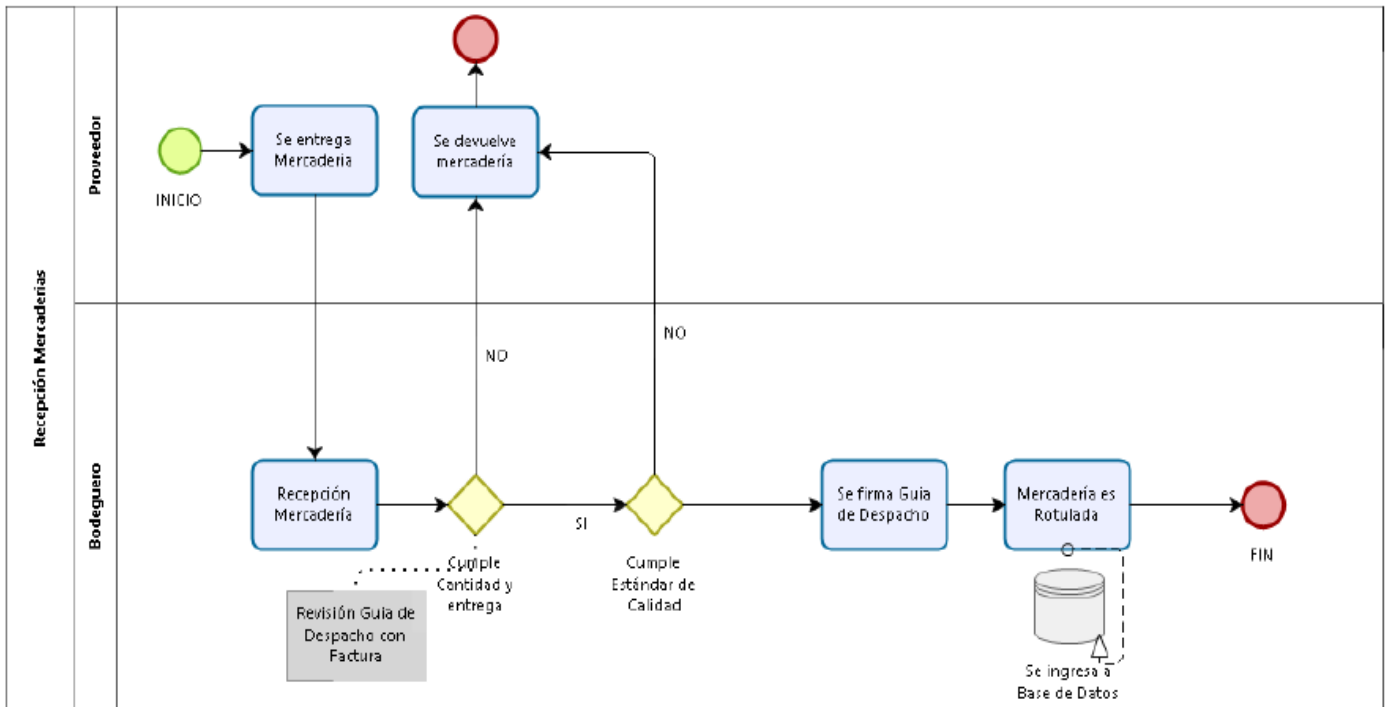 Recepción Mercaderias
Proveedor
INICIO
Se entrega
Mercaderia
Se devuelve
mercadería
NO
NO
Bodeguero
Recepción
Mercadería
Cumple
Cantidad y
entrega
Revisión Guia de
Despacho con
Factura
SI
Cumple
Estándar de
Calidad
Se firma Guia
de Despacho
Mercadería es
Rotulada
Se ingresa a
Base de Datos
FIN